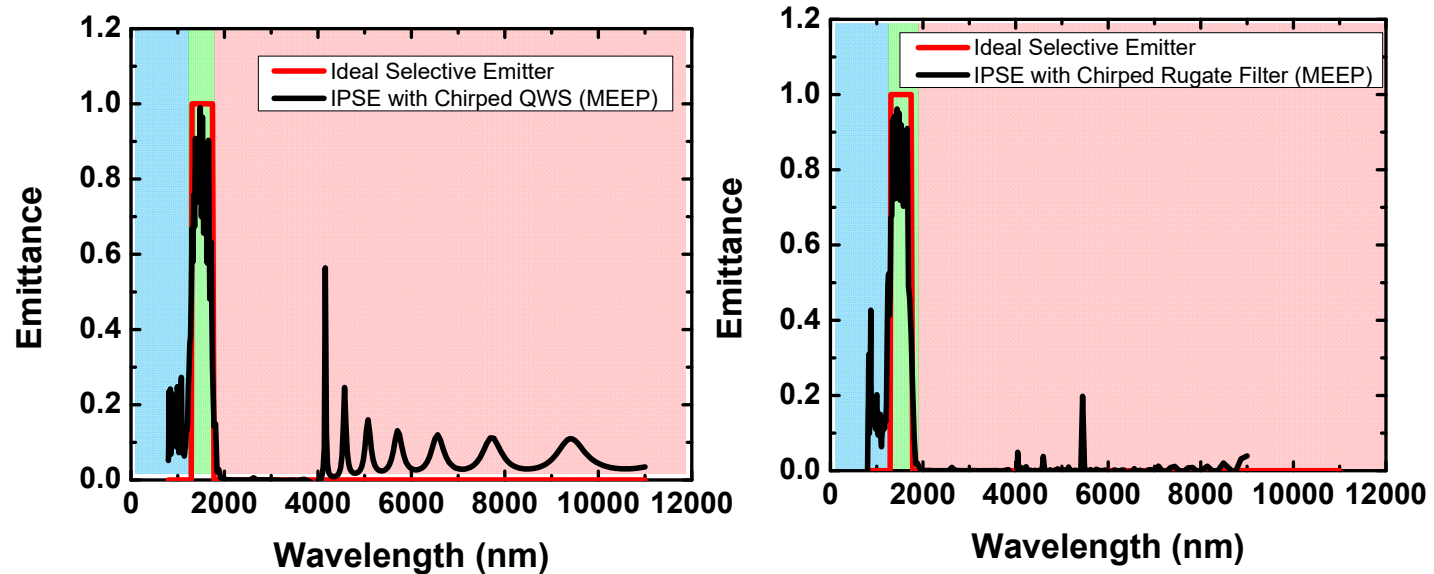 1.2
1.0
0.8
0.6
0.4
0.2
0.0
Emittance
Ideal Selective Emitter
IPSE with Chirped QWS (MEEP)
0 2000 4000 6000 8000 10000 12000
Wavelength (nm)
1.2
1.0
0.8
0.6
0.4
0.2
0.0
Emittance
Ideal Selective Emitter
IPSE with Chirped Rugate Filter (MEEP)
0 2000 4000 6000 8000 10000 12000
Wavelength (nm)